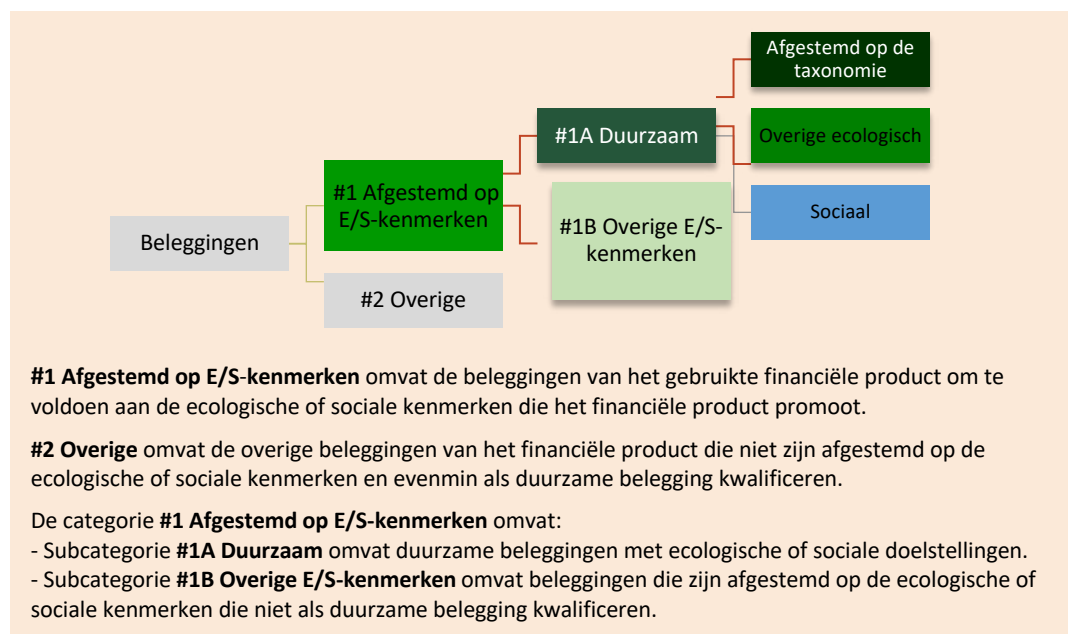 Afgestemd op de
taxonomie
#1A Duurzaam
Overige ecologisch
#1 Afgestemd op
E/S-kenmerken
Sociaal
#1B Overige E/S-
kenmerken
Beleggingen
#2 Overige
#1 Afgestemd op E/S-kenmerken omvat de beleggingen van het gebruikte financiële product om te
voldoen aan de ecologische of sociale kenmerken die het financiële product promoot.
#2 Overige omvat de overige beleggingen van het financiële product die niet zijn afgestemd op de
ecologische of sociale kenmerken en evenmin als duurzame belegging kwalificeren.
De categorie #1 Afgestemd op E/S-kenmerken omvat:
- Subcategorie #1A Duurzaam omvat duurzame beleggingen met ecologische of sociale doelstellingen.
- Subcategorie #1B Overige E/S-kenmerken omvat beleggingen die zijn afgestemd op de ecologische of
sociale kenmerken die niet als duurzame belegging kwalificeren.